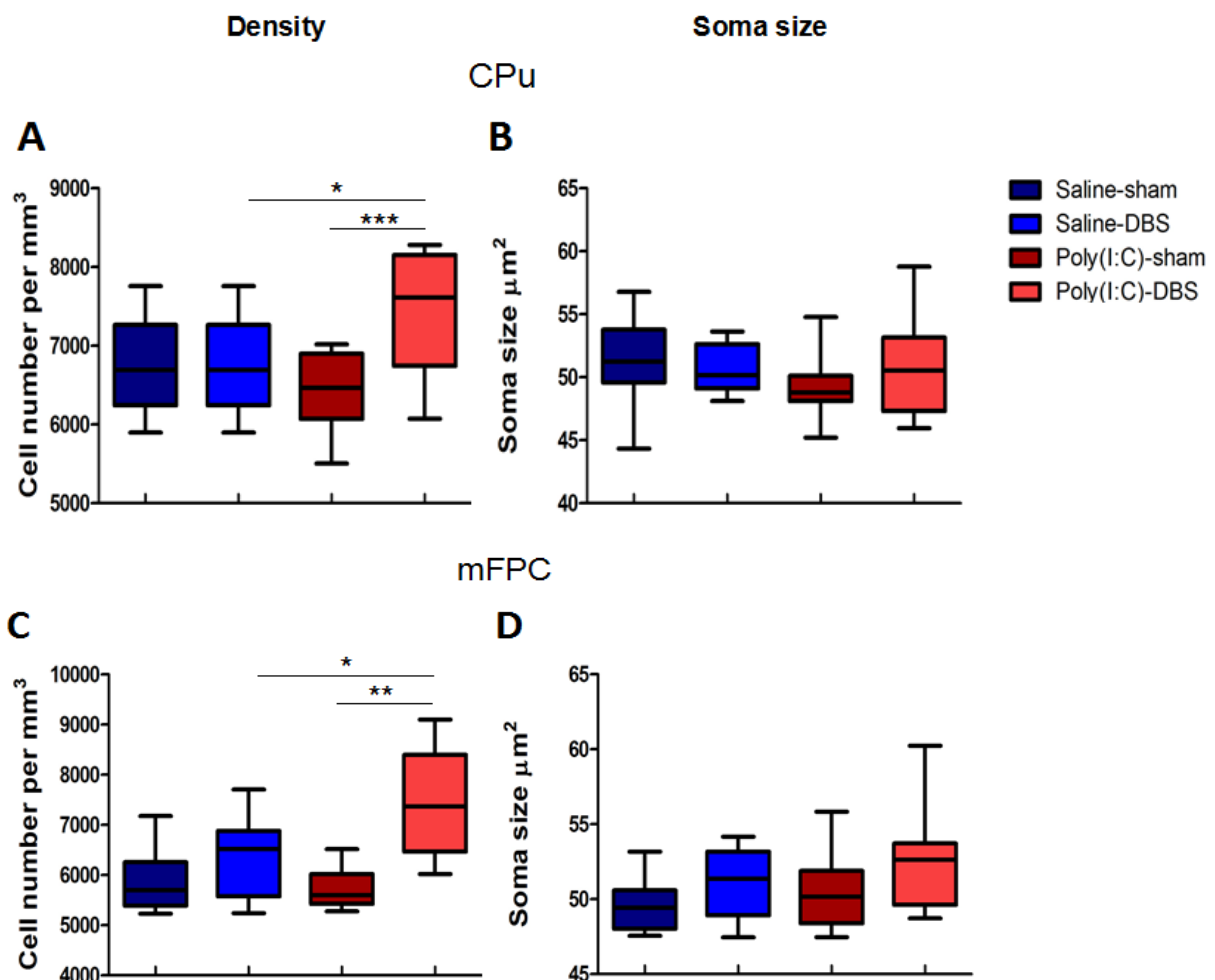 Density
Soma size
CPu
A
B
Cell number per mm³
9000
8000
7000
6000
5000
*
***
Soma size µm²
65
60
55
50
45
40
Saline-sham
Saline-DBS
Poly(I:C)-sham
Poly(I:C)-DBS
mFPC
C
D
Cell number per mm³
10000
9000
8000
7000
6000
5000
4000
*
**
Soma size µm²
65
60
55
50
45